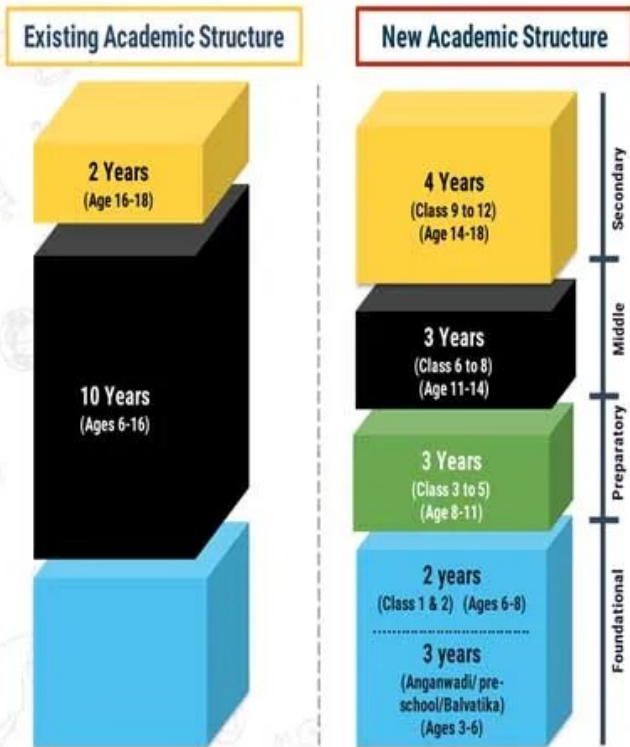 Existing Academic Structure
2 Years
(Age 16-18)
10 Years
(Ages 6-16)
New Academic Structure
4 Years
(Class 9 to 12)
(Age 14-18)
3 Years
(Class 6 to 8)
(Age 11-14)
3 Years
(Class 3 to 5)
(Age 8-11)
2 years
(Class 1 & 2) (Ages 6-8)
3 years
(Anganwadi/ pre-
school/Balvatika)
(Ages 3-6)
Secondary
Middle
Preparatory
Foundational